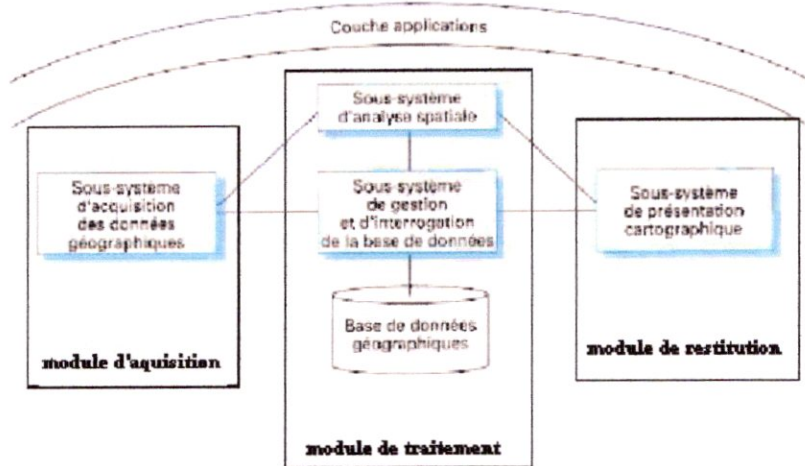 Couche applications
Sous-système
d'analyse spatiale
Sous-système
d'acquisition
des données
géographiques
Sous-système
de gestion
et d'interrogation
de la base de données
Sous-système
de présentation
cartographique
Base de données
géographiques
module d'aquisition
module de restitution
module de traitement